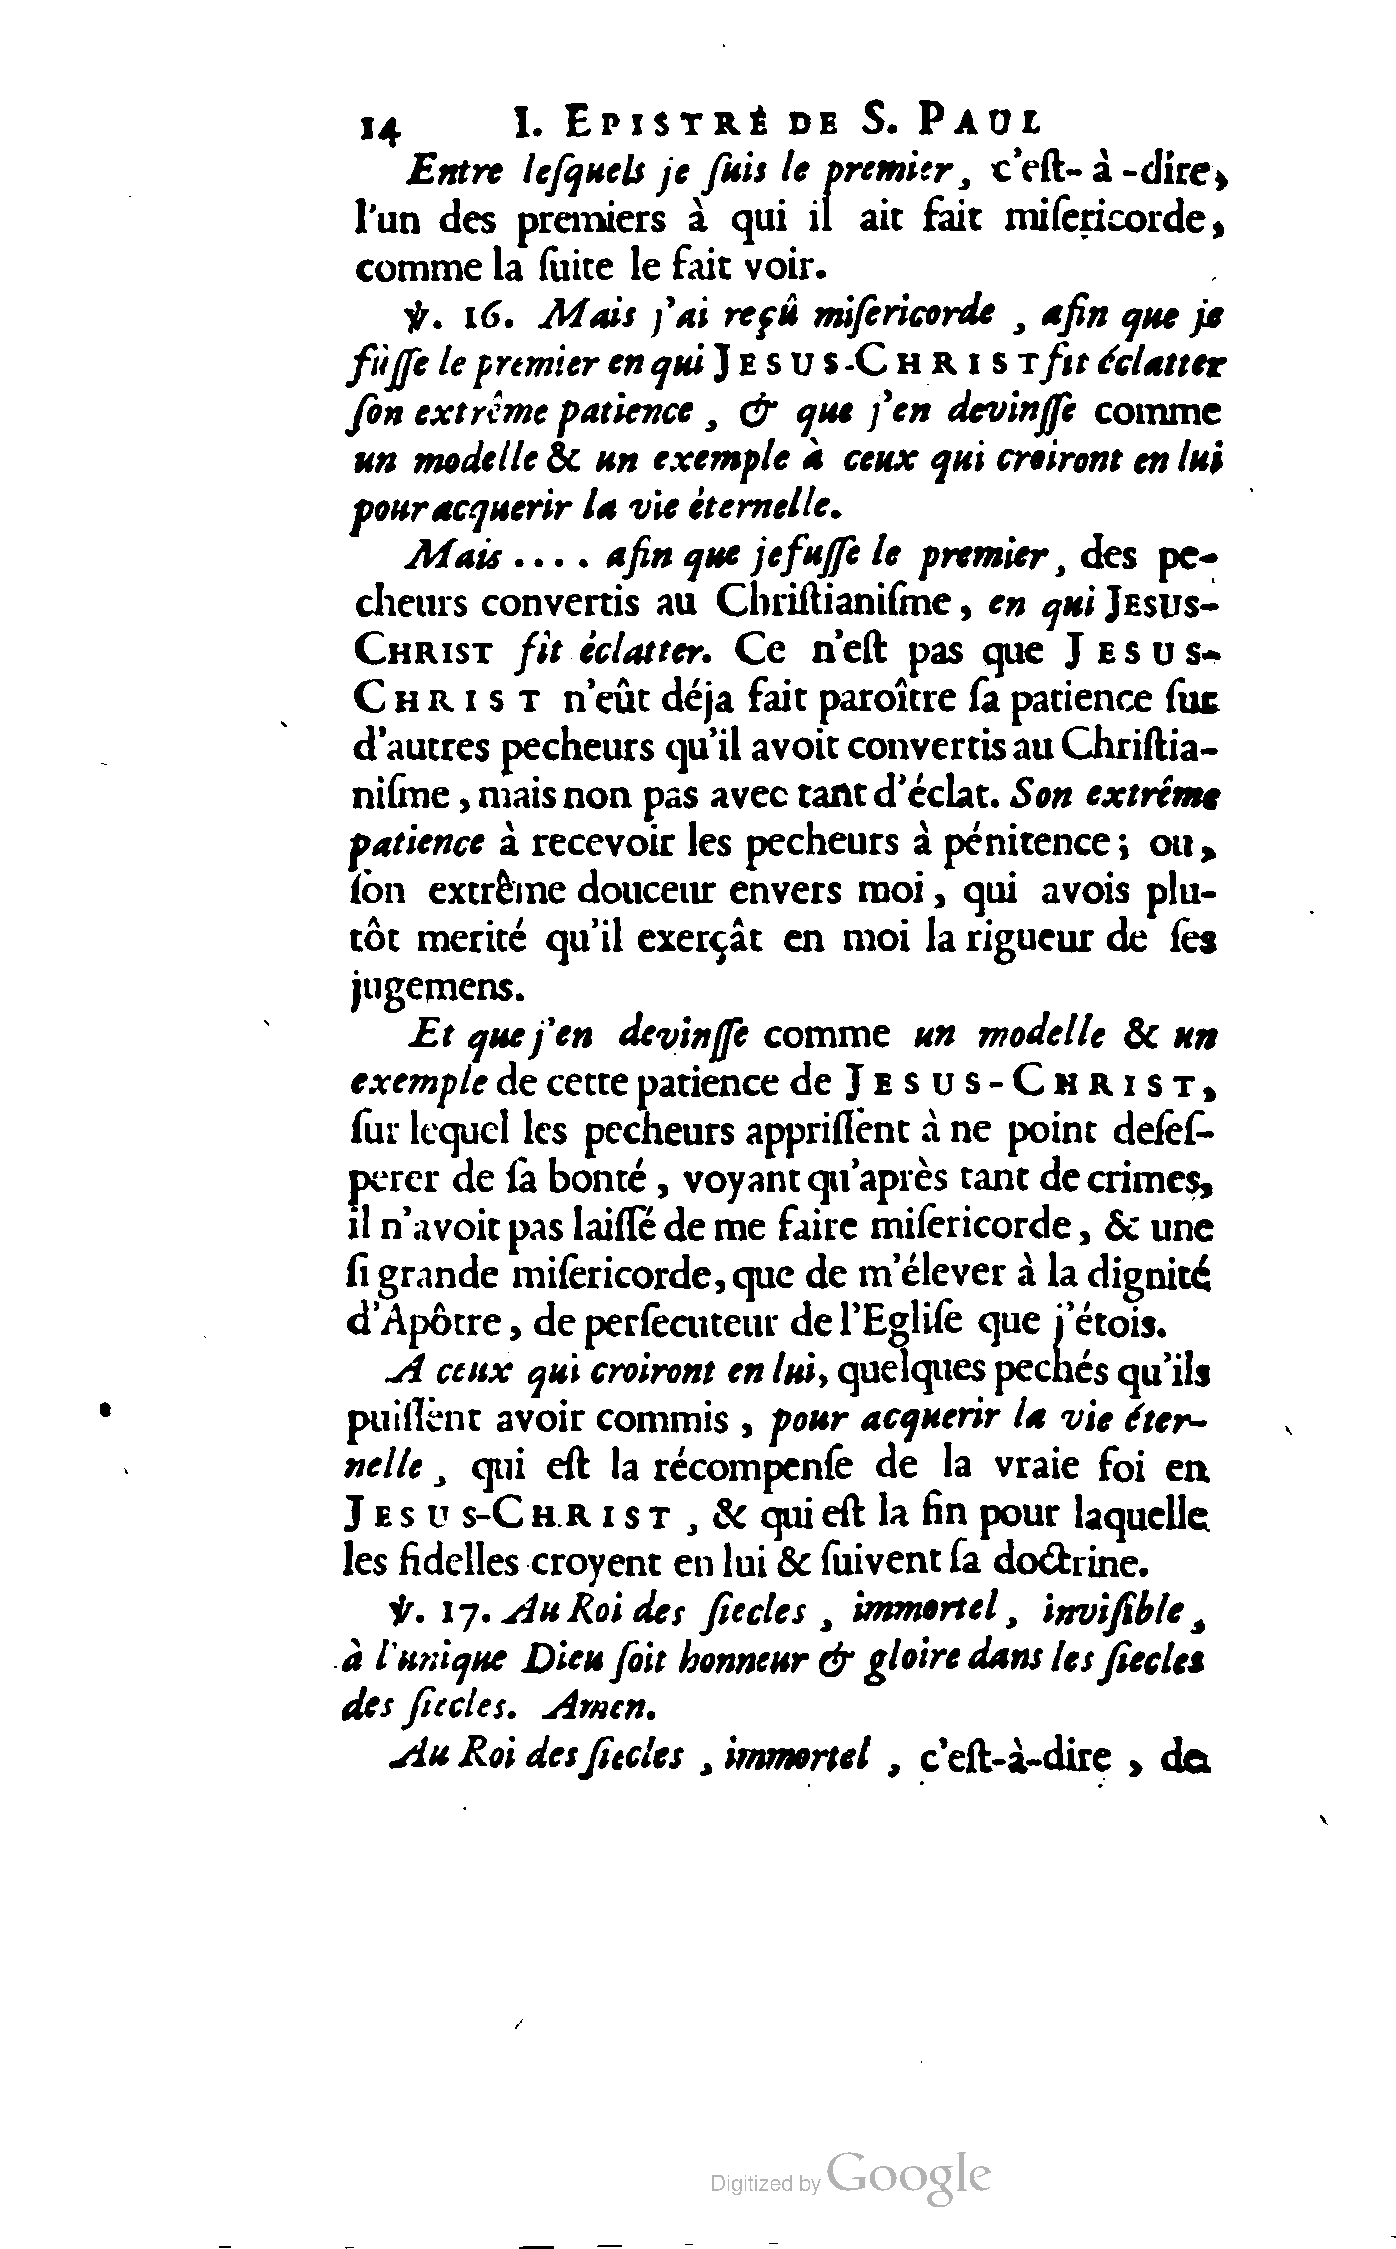 14 I. EPISTRE DE S. PAUL
Entre leſquels je ſuis le premier, c'eſt-à-dire,
l'un des premiers à qui il ait fait miſericorde,
comme la ſuite le fait voir.
℣. 16. Mais j'ai reçû miſericorde, afin que je
fûſſe le premier en qui JESUS-CHRIST fît éclatter
ſon extrême patience, & que j'en devinſſe comme
un modelle & un exemple à ceux qui croiront en lui
pour acquerir la vie éternelle.
Mais .... afin que je fuſſe le premier, des pe-
cheurs convertis au Chriſtianiſme, en qui JESUS-
CHRIST fît éclatter. Ce n'eſt pas que JESUS-
CHRIST n'eût déja fait paroître ſa patience ſur
d'autres pecheurs qu'il avoit convertis au Chriſtia-
niſme, mais non pas avec tant d'éclat. Son extrême
patience à recevoir les pecheurs à pénitence; ou,
ſon extrême douceur envers moi, qui avois plu-
tôt merité qu'il exerçât en moi la rigueur de ſes
jugemens.
Et que j'en devinſſe comme un modelle & un
exemple de cette patience de JESUS-CHRIST,
ſur lequel les pecheurs appriſſent à ne point deſeſ-
perer de ſa bonté, voyant qu'après tant de crimes,
il n'avoit pas laiſſé de me faire miſericorde, & une
ſi grande miſericorde, que de m'élever à la dignité
d'Apôtre, de perſecuteur de l'Egliſe que j'étois.
A ceux qui croiront en lui, quelques pechés qu'ils
puiſſent avoir commis, pour acquerir la vie éter-
nelle, qui eſt la récompenſe de la vraie foi en
JESUS-CHRIST, & qui eſt la fin pour laquelle
les fidelles croyent en lui & ſuivent ſa doctrine.
℣. 17. Au Roi des ſiecles, immortel, inviſible,
à l'unique Dieu ſoit honneur & gloire dans les ſiecles
des ſiecles. Amen.
Au Roi des ſiecles, immortel, c'eſt-à-dire, de
Digitized by Google